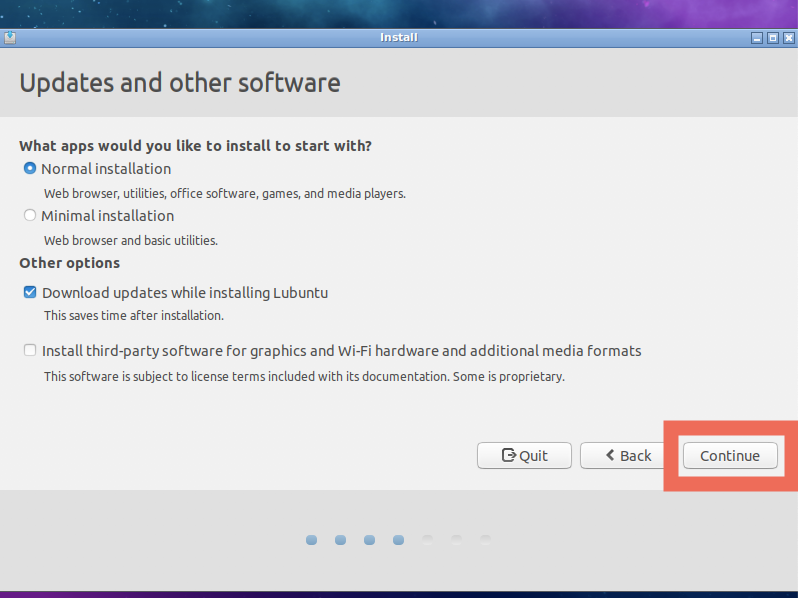 Install
Updates and other software
What apps would you like to install to start with?
Normal installation
Web browser, utilities, office software, games, and media players.
Minimal installation
Web browser and basic utilities.
Other options
Download updates while installing Lubuntu
This saves time after installation.
Install third-party software for graphics and Wi-Fi hardware and additional media formats
This software is subject to license terms included with its documentation. Some is proprietary.
Quit Back Continue